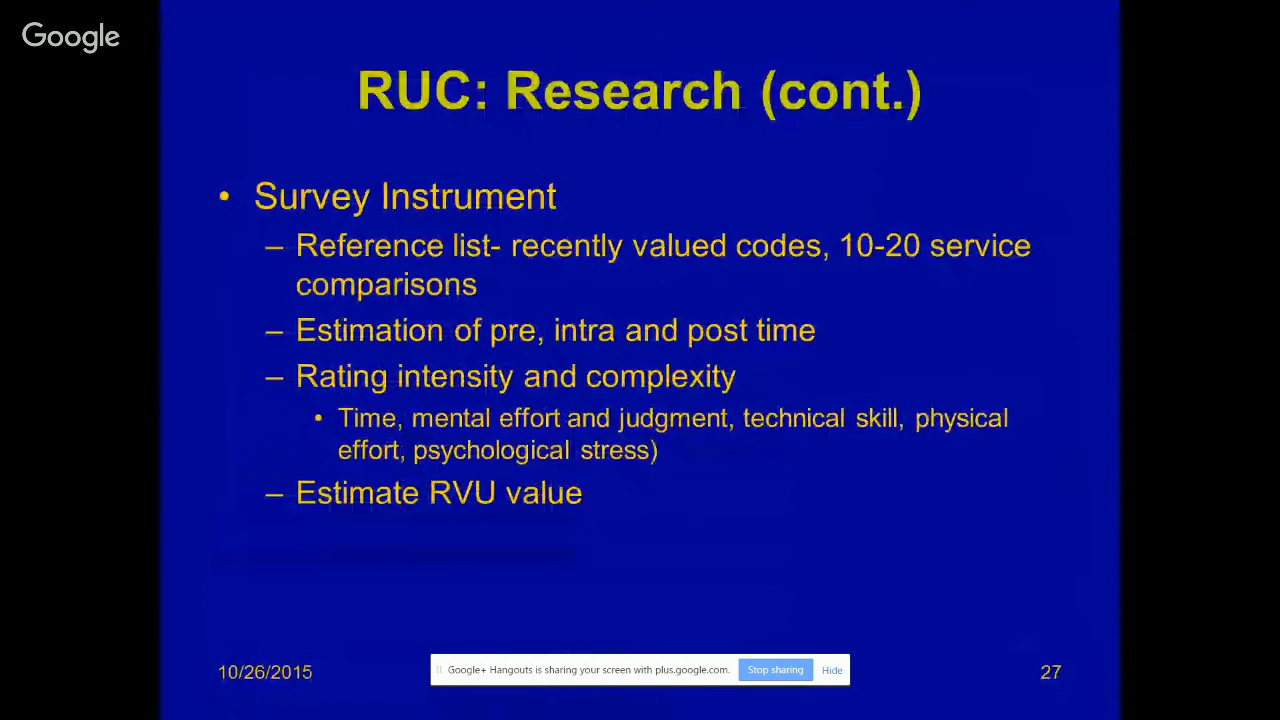 Google
RUC: Research (cont.)
• Survey Instrument
– Reference list- recently valued codes, 10-20 service
comparisons
– Estimation of pre, intra and post time
– Rating intensity and complexity
• Time, mental effort and judgment, technical skill, physical
effort, psychological stress)
– Estimate RVU value
10/26/2015
Google+ Hangouts is sharing your screen with plus.google.com. Stop sharing Hide
27